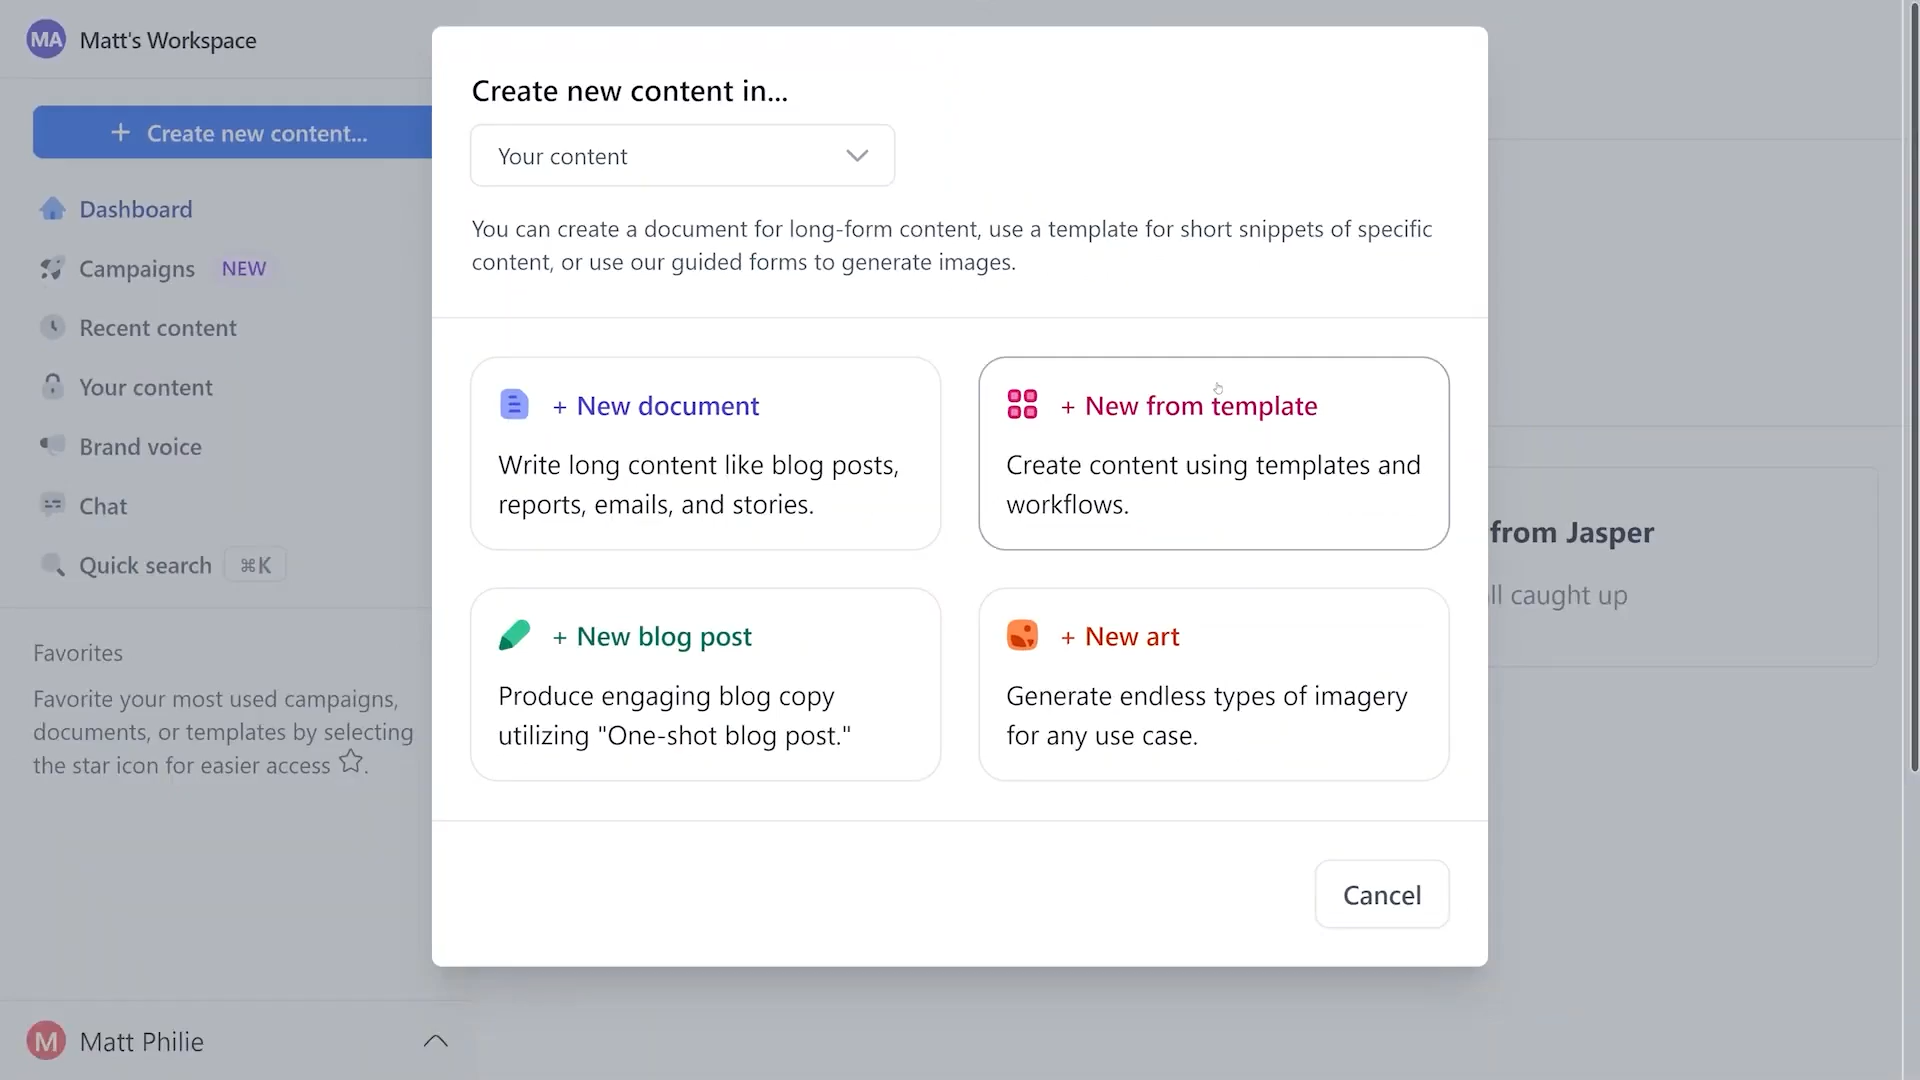 MA Matt's Workspace
+ Create new content...
Dashboard
Campaigns NEW
Recent content
Your content
Brand voice
Chat
Quick search ⌘K
Favorites
Favorite your most used campaigns,
documents, or templates by selecting
the star icon for easier access ☆.
M Matt Philie
Create new content in...
Your content
You can create a document for long-form content, use a template for short snippets of specific
content, or use our guided forms to generate images.
+ New document
Write long content like blog posts,
reports, emails, and stories.
+ New from template
Create content using templates and
workflows.
+ New blog post
Produce engaging blog copy
utilizing "One-shot blog post."
+ New art
Generate endless types of imagery
for any use case.
Cancel
from Jasper
ll caught up